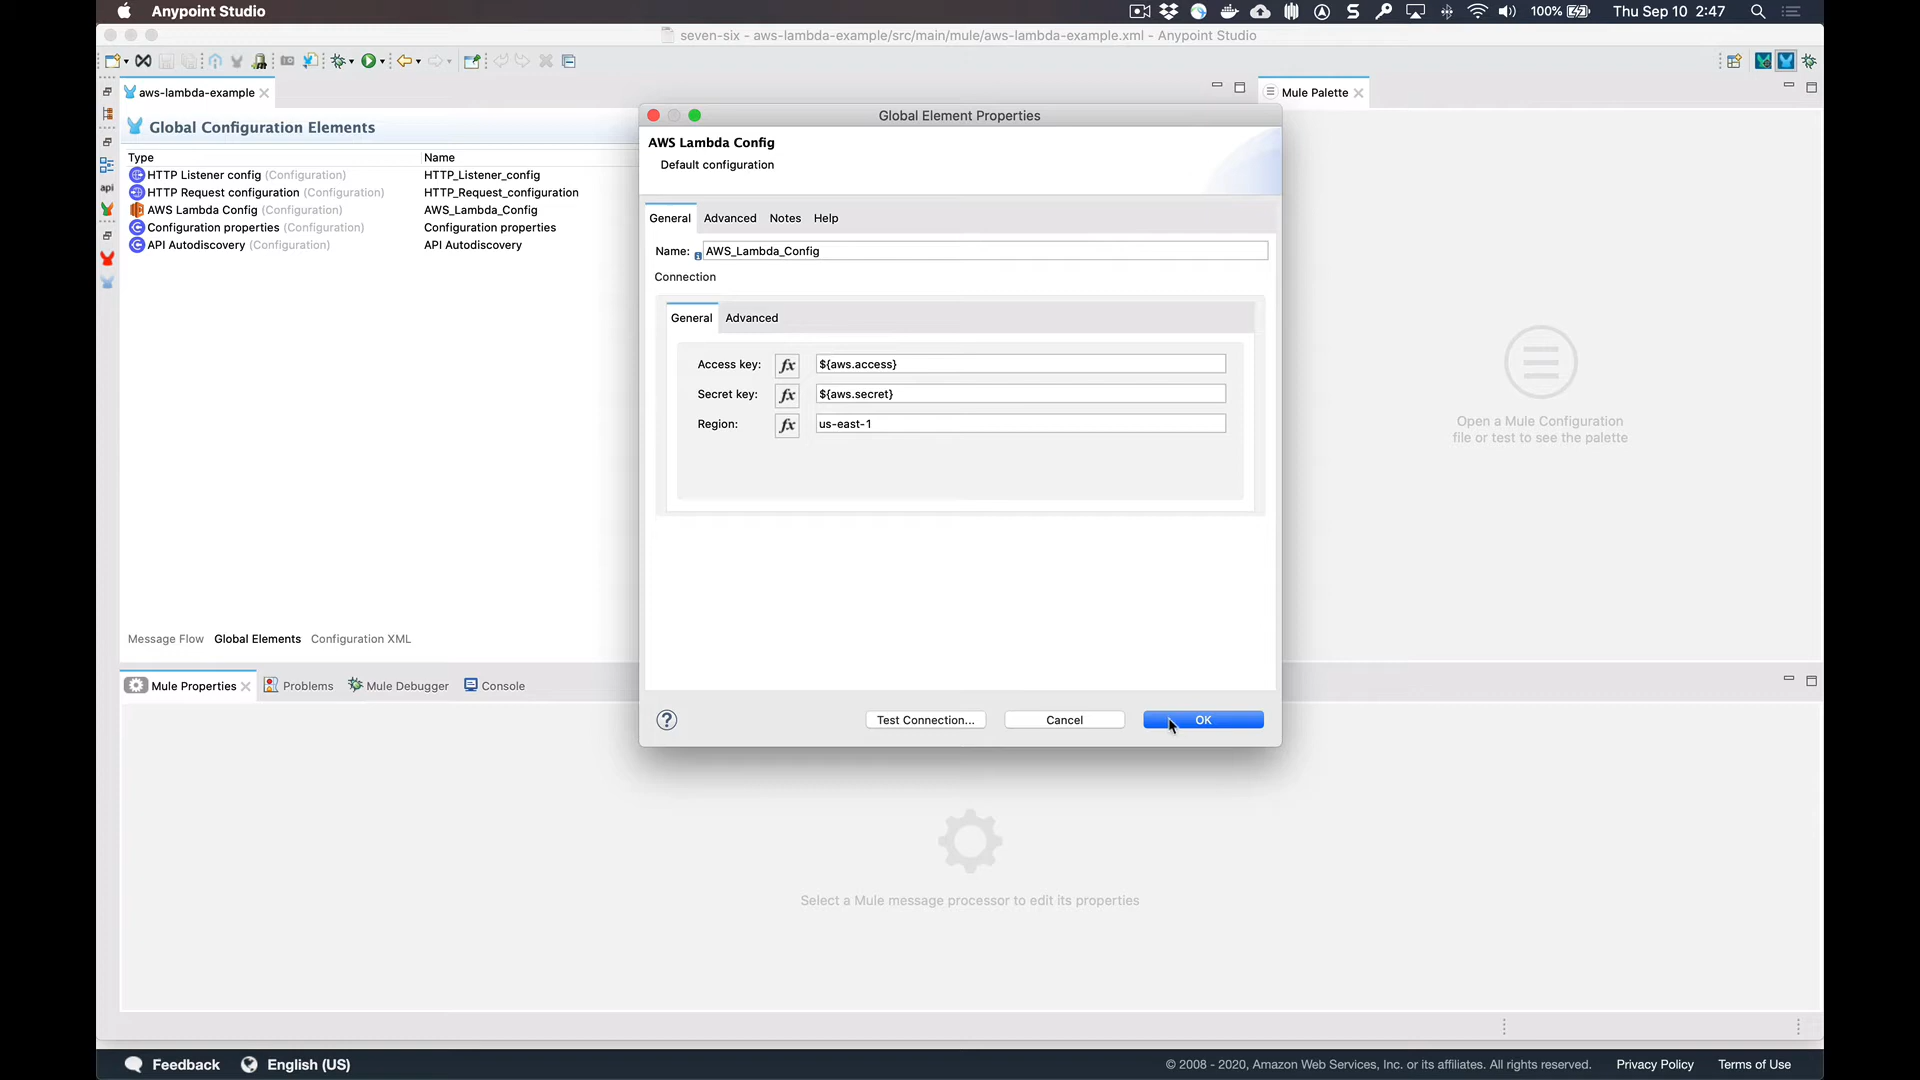 Anypoint Studio
100%
Thu Sep 10 2:47
seven-six - aws-lambda-example/src/main/mule/aws-lambda-example.xml - Anypoint Studio
aws-lambda-example
Mule Palette
Global Configuration Elements
Type Name
HTTP Listener config (Configuration) HTTP_Listener_config
HTTP Request configuration (Configuration) HTTP_Request_configuration
AWS Lambda Config (Configuration) AWS_Lambda_Config
Configuration properties (Configuration) Configuration properties
API Autodiscovery (Configuration) API Autodiscovery
api
Global Element Properties
AWS Lambda Config
Default configuration
General Advanced Notes Help
Name: AWS_Lambda_Config
Connection
General Advanced
Access key: fx ${aws.access}
Secret key: fx ${aws.secret}
Region: fx us-east-1
Open a Mule Configuration
file or test to see the palette
Message Flow Global Elements Configuration XML
Mule Properties Problems Mule Debugger Console
? Test Connection... Cancel OK
Select a Mule message processor to edit its properties
Feedback English (US)
© 2008 - 2020, Amazon Web Services, Inc. or its affiliates. All rights reserved. Privacy Policy Terms of Use